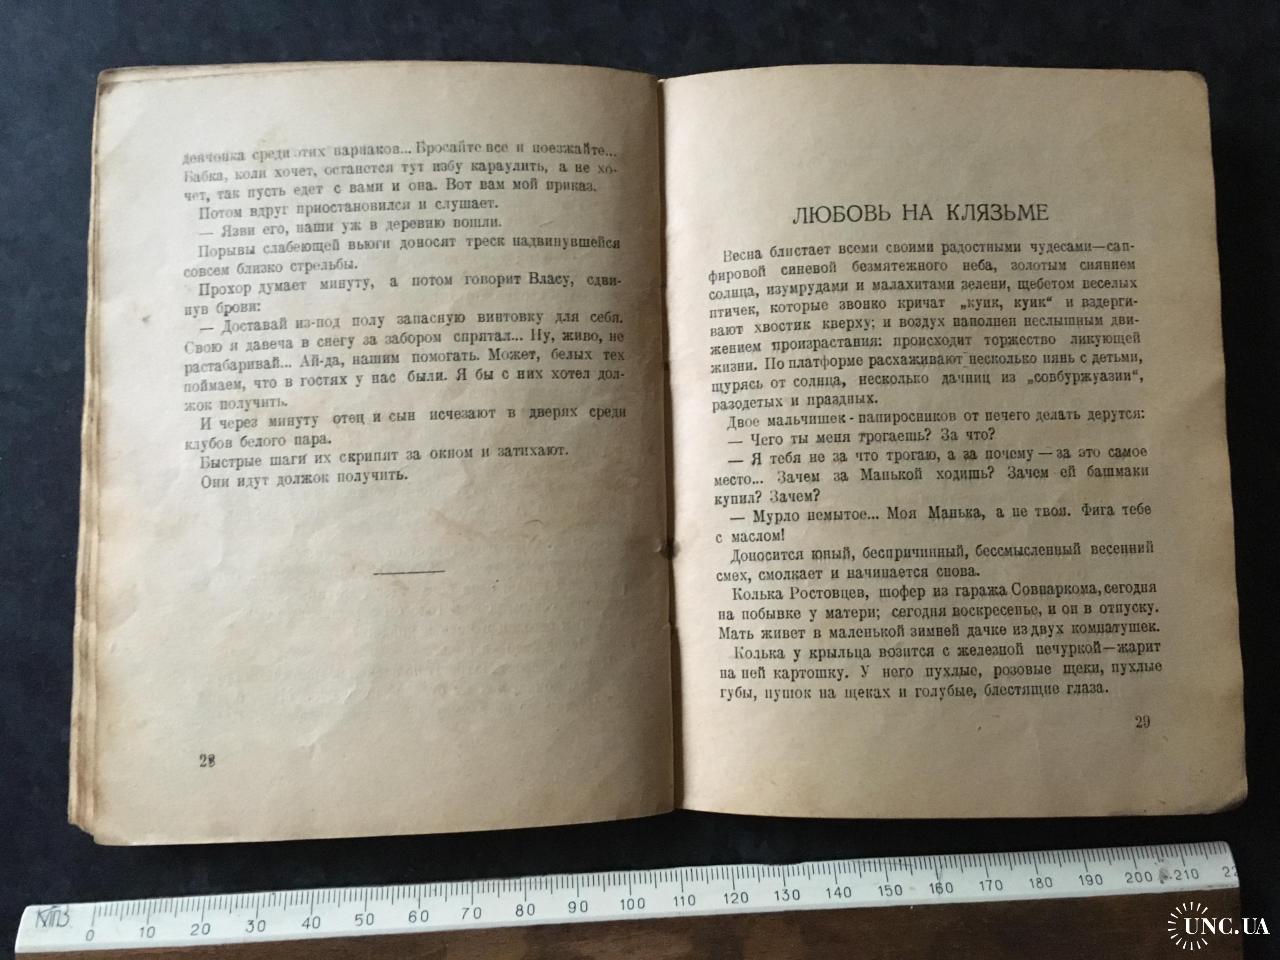 девчонка среди этих варнаков... Бросайте все и поезжайте...
Бабка, коли хочет, останется тут избу караулить, а не хо-
чет, так пусть едет с вами и она. Вот вам мой приказ.
Потом вдруг приостановился и слушает.
— Язви его, наши уж в деревню вошли.
Порывы слабеющей вьюги доносят треск надвинувшейся
совсем близко стрельбы.
Прохор думает минуту, а потом говорит Власу, сдви-
нув брови:
— Доставай из-под полу запасную винтовку для себя.
Свою я давеча в снегу за забором спрятал... Ну, живо, не
растабаривай... Ай-да, нашим помогать. Может, белых тех
поймаем, что в гостях у нас были. Я бы с них хотел дол-
жок получить.
И через минуту отец и сын исчезают в дверях среди
клубов белого пара.
Быстрые шаги их скрипят за окном и затихают.
Они идут должок получить.
28
ЛЮБОВЬ НА КЛЯЗЬМЕ
Весна блистает всеми своими радостными чудесами—сап-
фировой синевой безмятежного неба, золотым сиянием
солнца, изумрудами и малахитами зелени, щебетом веселых
птичек, которые звонко кричат „куик, куик“ и вздерги-
вают хвостик кверху; и воздух наполнен неслышным дви-
жением произрастания: происходит торжество ликующей
жизни. По платформе расхаживают несколько нянь с детьми,
щурясь от солнца, несколько дачниц из „совбуржуазии“,
разодетых и праздных.
Двое мальчишек - папиросников от нечего делать дерутся:
— Чего ты меня трогаешь? За что?
— Я тебя не за что трогаю, а за почему — за это самое
место... Зачем за Манькой ходишь? Зачем ей башмаки
купил? Зачем?
— Мурло немытое... Моя Манька, а не твоя. Фига тебе
с маслом!
Доносится юный, беспричинный, бессмысленный весенний
смех, смолкает и начинается снова.
Колька Ростовцев, шофер из гаража Совнаркома, сегодня
на побывке у матери; сегодня воскресенье, и он в отпуску.
Мать живет в маленькой зимней дачке из двух комнатушек.
Колька у крыльца возится с железной печуркой—жарит
на ней картошку. У него пухлые, розовые щеки, пухлые
губы, пушок на щеках и голубые, блестящие глаза.
29
0 10 20 30 40 50 60 70 80 90 100 110 120 130 140 150 160 170 180 190 200 210 22
UNC.UA